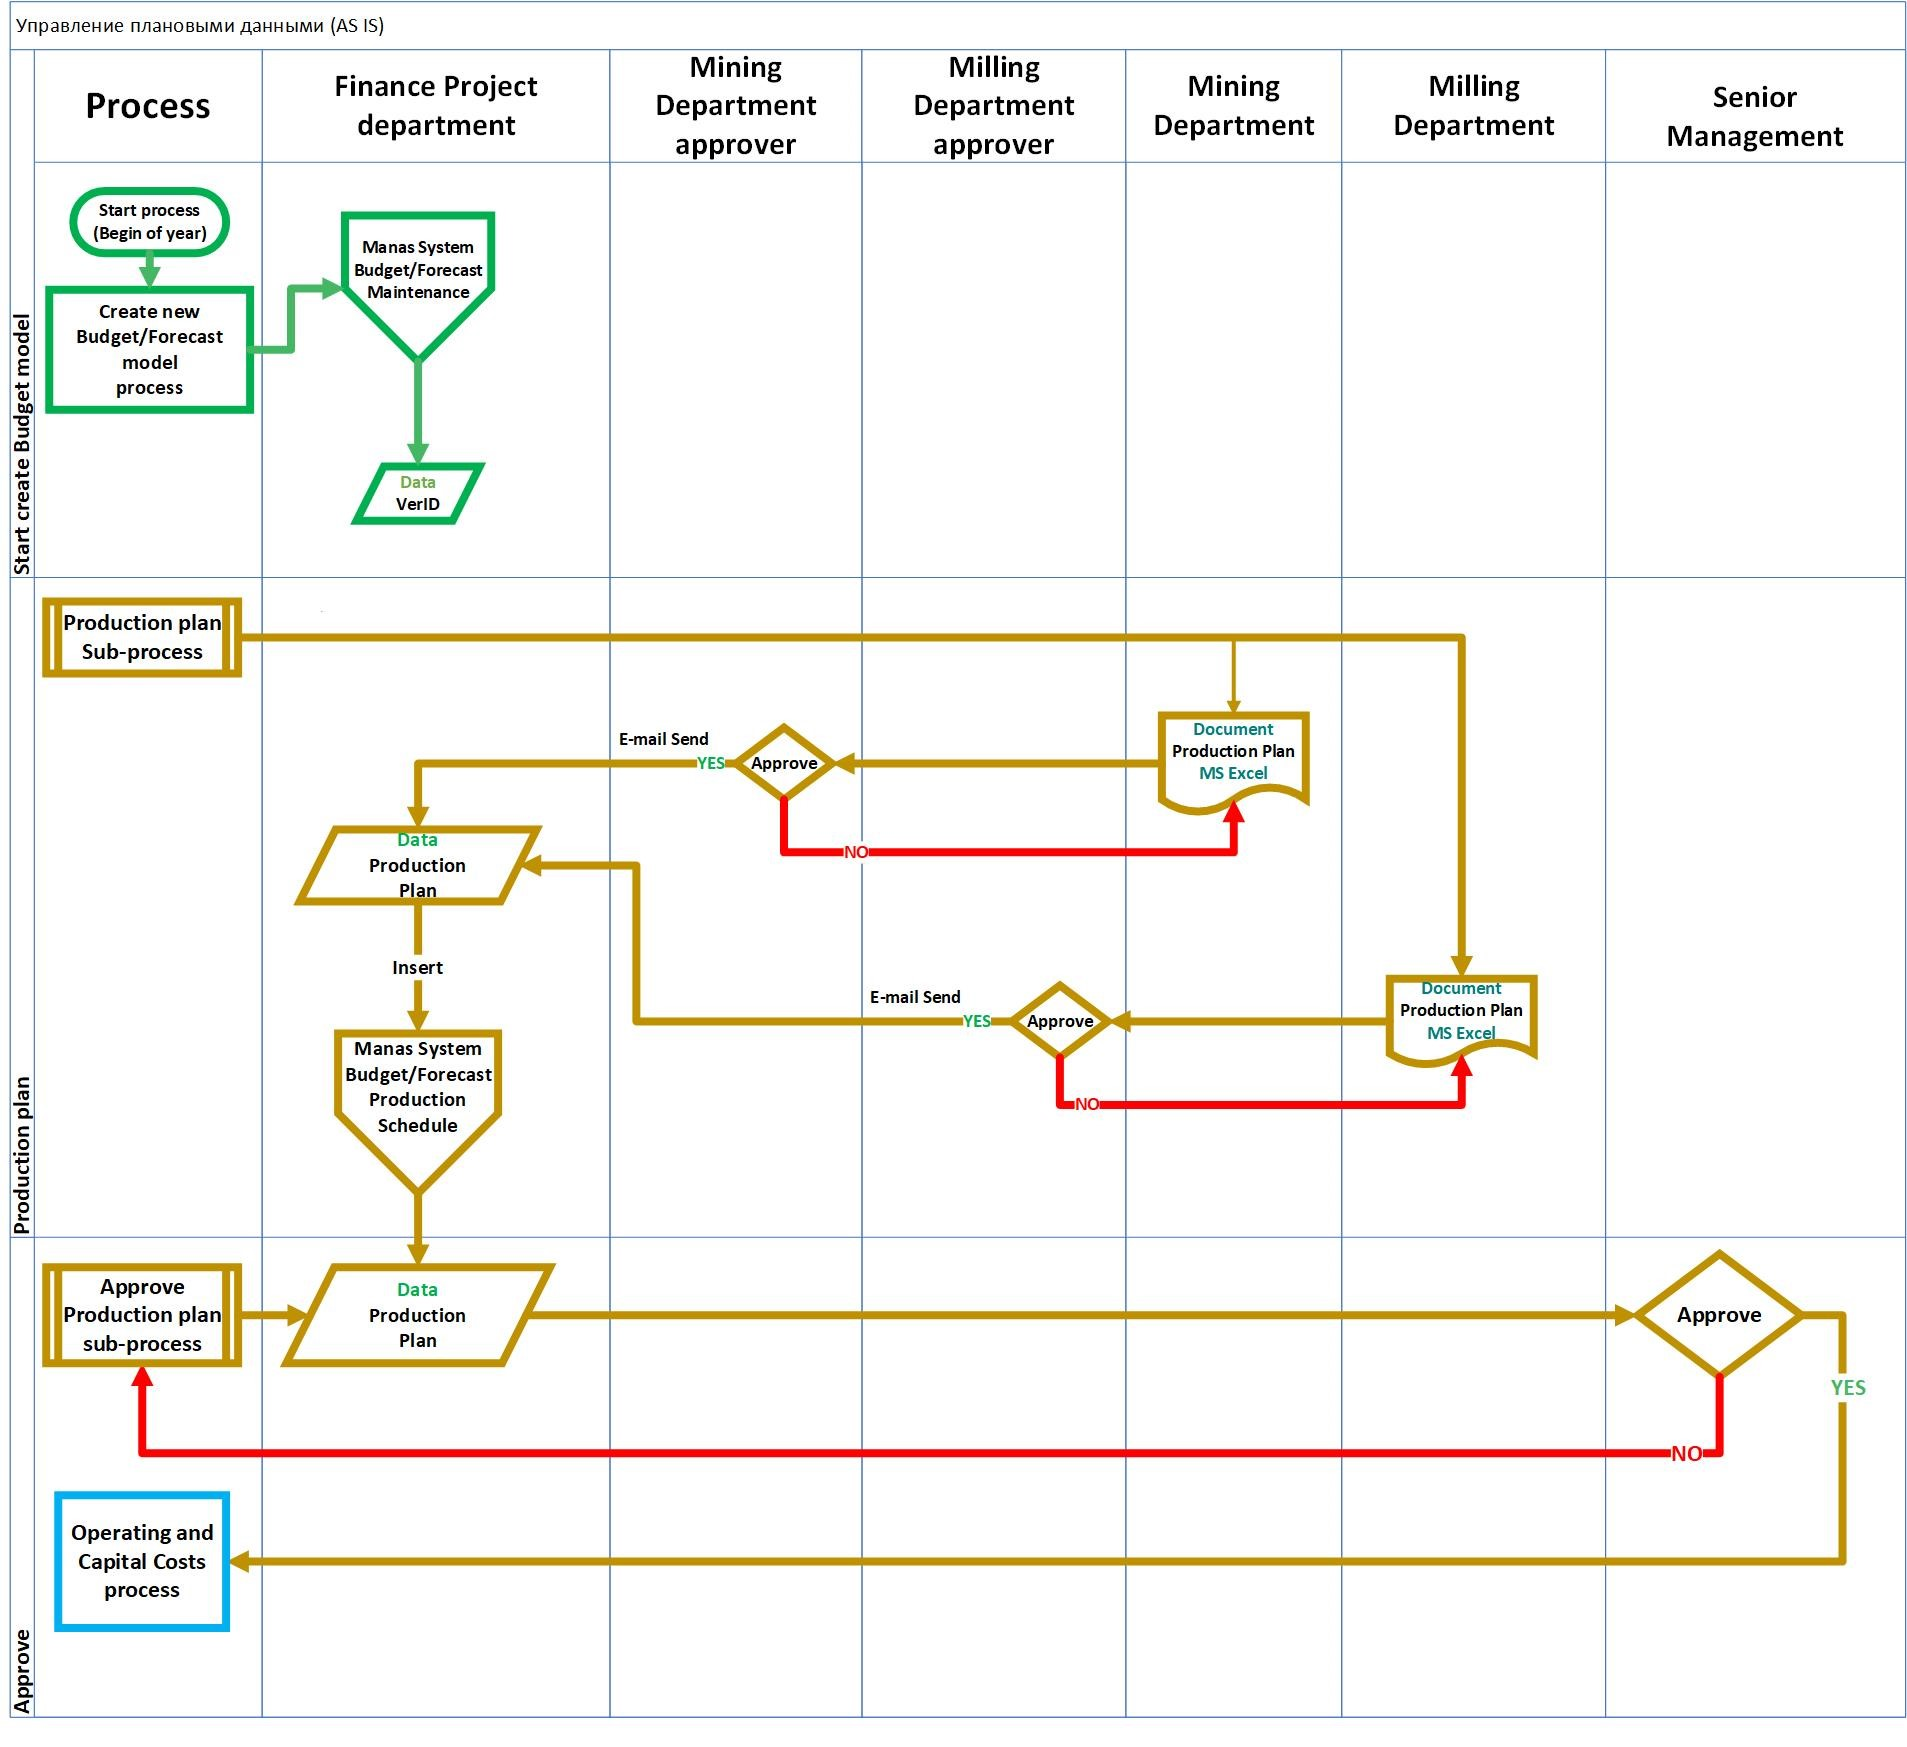 Управление плановыми данными (AS IS)
Process
Finance Project
department
Mining
Department
approver
Milling
Department
approver
Mining
Department
Milling
Department
Senior
Management
Start create Budget model
Start process
(Begin of year)
Create new
Budget/Forecast
model
process
Manas System
Budget/Forecast
Maintenance
Data
VerID
Production plan
Production plan
Sub-process
Document
Production Plan
MS Excel
E-mail Send
YES
Approve
NO
Data
Production
Plan
Insert
Document
Production Plan
MS Excel
E-mail Send
YES
Approve
NO
Manas System
Budget/Forecast
Production
Schedule
Approve
Approve
Production plan
sub-process
Data
Production
Plan
Approve
YES
NO
Operating and
Capital Costs
process